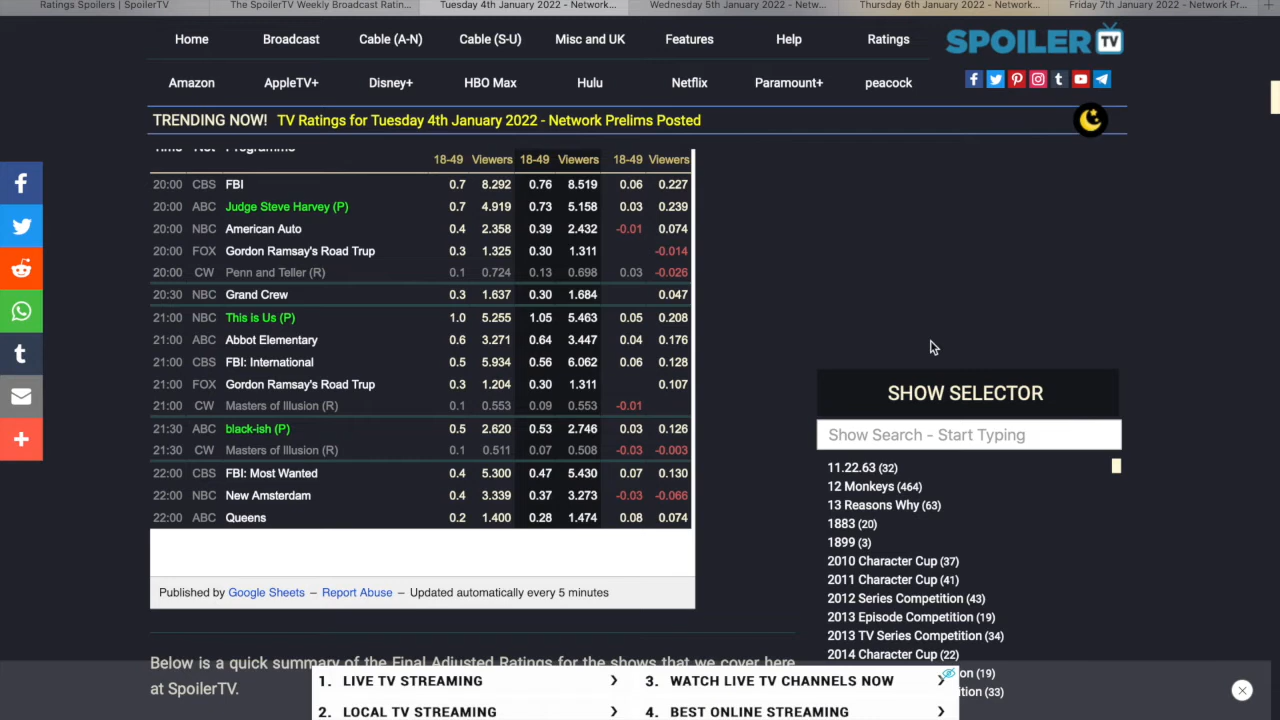 Ratings Spoilers | SpoilerTV The SpoilerTV Weekly Broadcast Ratin... Tuesday 4th January 2022 - Network... Wednesday 5th January 2022 - Netw... Thursday 6th January 2022 - Network... Friday 7th January 2022 - Network Pr...
Home Broadcast Cable (A-N) Cable (S-U) Misc and UK Features Help Ratings
SPOILER TV
Amazon AppleTV+ Disney+ HBO Max Hulu Netflix Paramount+ peacock
TRENDING NOW! TV Ratings for Tuesday 4th January 2022 - Network Prelims Posted
18-49 Viewers 18-49 Viewers 18-49 Viewers
20:00 CBS FBI 0.7 8.292 0.76 8.519 0.06 0.227
20:00 ABC Judge Steve Harvey (P) 0.7 4.919 0.73 5.158 0.03 0.239
20:00 NBC American Auto 0.4 2.358 0.39 2.432 -0.01 0.074
20:00 FOX Gordon Ramsay's Road Trup 0.3 1.325 0.30 1.311 -0.014
20:00 CW Penn and Teller (R) 0.1 0.724 0.13 0.698 0.03 -0.026
20:30 NBC Grand Crew 0.3 1.637 0.30 1.684 0.047
21:00 NBC This is Us (P) 1.0 5.255 1.05 5.463 0.05 0.208
21:00 ABC Abbot Elementary 0.6 3.271 0.64 3.447 0.04 0.176
21:00 CBS FBI: International 0.5 5.934 0.56 6.062 0.06 0.128
21:00 FOX Gordon Ramsay's Road Trup 0.3 1.204 0.30 1.311 0.107
21:00 CW Masters of Illusion (R) 0.1 0.553 0.09 0.553 -0.01
21:30 ABC black-ish (P) 0.5 2.620 0.53 2.746 0.03 0.126
21:30 CW Masters of Illusion (R) 0.1 0.511 0.07 0.508 -0.03 -0.003
22:00 CBS FBI: Most Wanted 0.4 5.300 0.47 5.430 0.07 0.130
22:00 NBC New Amsterdam 0.4 3.339 0.37 3.273 -0.03 -0.066
22:00 ABC Queens 0.2 1.400 0.28 1.474 0.08 0.074
Published by Google Sheets – Report Abuse – Updated automatically every 5 minutes
Below is a quick summary of the Final Adjusted Ratings for the shows that we cover here
at SpoilerTV.
SHOW SELECTOR
Show Search - Start Typing
11.22.63 (32)
12 Monkeys (464)
13 Reasons Why (63)
1883 (20)
1899 (3)
2010 Character Cup (37)
2011 Character Cup (41)
2012 Series Competition (43)
2013 Episode Competition (19)
2013 TV Series Competition (34)
2014 Character Cup (22)
on (19)
ition (33)
1. LIVE TV STREAMING
2. LOCAL TV STREAMING
3. WATCH LIVE TV CHANNELS NOW
4. BEST ONLINE STREAMING